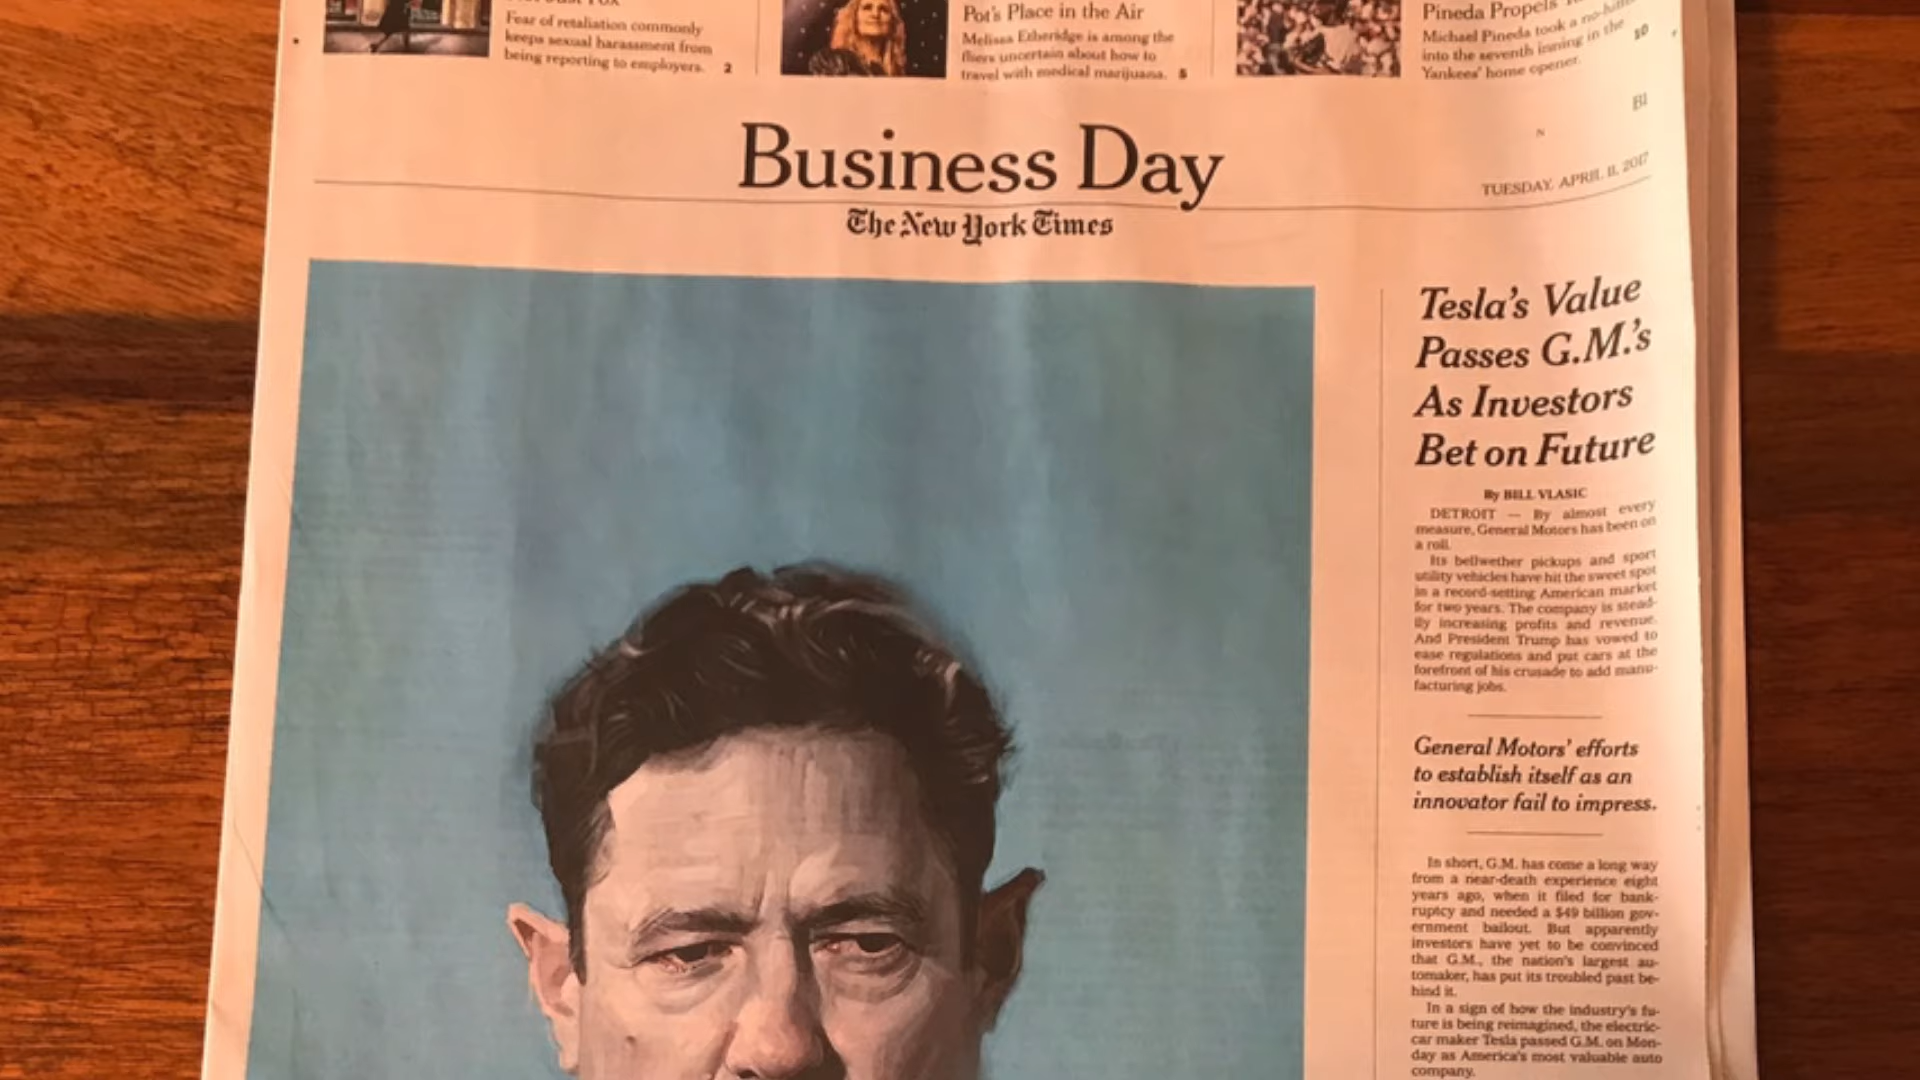 Fear of retaliation commonly
keeps sexual harassment from
being reporting to employers. 2
Pot's Place in the Air
Melissa Etheridge is among the
fliers uncertain about how to
travel with medical marijuana. 5
Pineda Propels
Michael Pineda took a no-hitter
into the seventh inning in the
Yankees' home opener. 10
B1
N
Business Day
TUESDAY, APRIL 11, 2017
The New York Times
Tesla's Value
Passes G.M.'s
As Investors
Bet on Future
By BILL VLASIC
DETROIT — By almost every
measure, General Motors has been on
a roll.
Its bellwether pickups and sport
utility vehicles have hit the sweet spot
in a record-setting American market
for two years. The company is stead-
ily increasing profits and revenue.
And President Trump has vowed to
ease regulations and put cars at the
forefront of his crusade to add manu-
facturing jobs.
General Motors' efforts
to establish itself as an
innovator fail to impress.
In short, G.M. has come a long way
from a near-death experience eight
years ago, when it filed for bank-
ruptcy and needed a $49 billion gov-
ernment bailout. But apparently
investors have yet to be convinced
that G.M., the nation's largest au-
tomaker, has put its troubled past be-
hind it.
In a sign of how the industry's fu-
ture is being reimagined, the electric-
car maker Tesla passed G.M. on Mon-
day as America's most valuable auto
company.